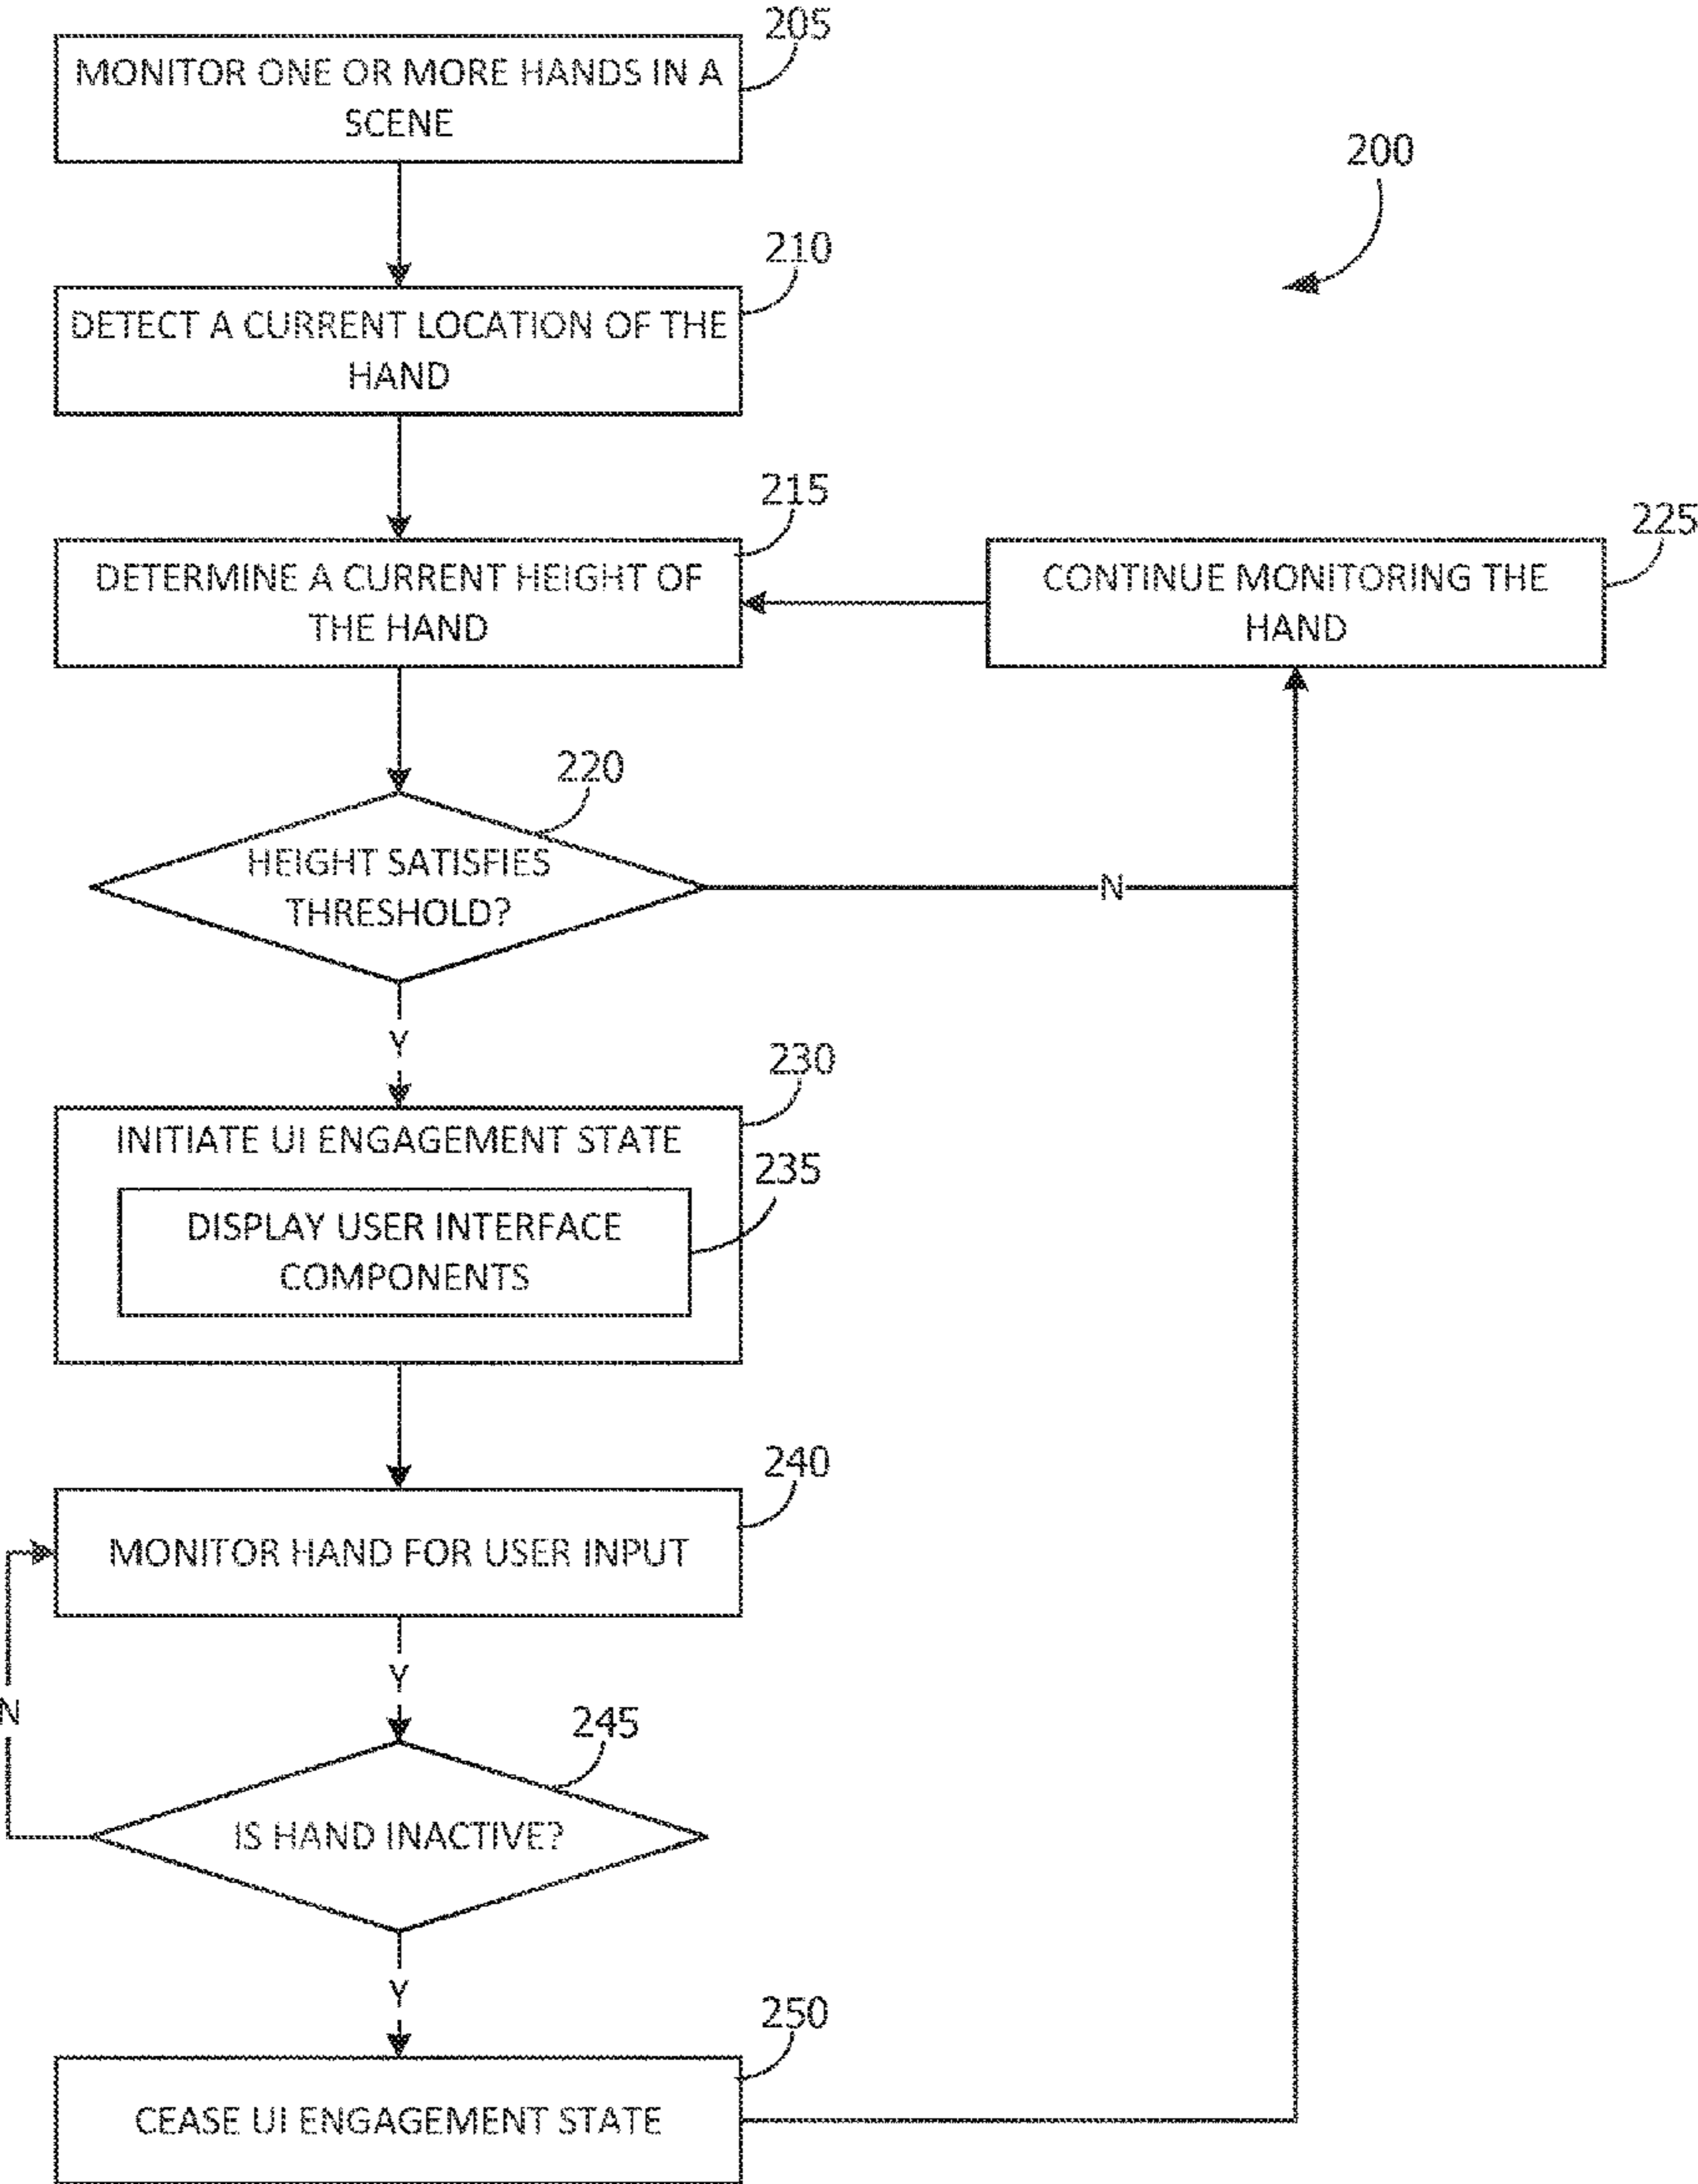 205
MONITOR ONE OR MORE HANDS IN A
SCENE
200
210
DETECT A CURRENT LOCATION OF THE
HAND
215
DETERMINE A CURRENT HEIGHT OF
THE HAND
225
CONTINUE MONITORING THE
HAND
220
HEIGHT SATISFIES
THRESHOLD?
N
Y
230
INITIATE UI ENGAGEMENT STATE
235
DISPLAY USER INTERFACE
COMPONENTS
240
MONITOR HAND FOR USER INPUT
Y
N
245
IS HAND INACTIVE?
Y
250
CEASE UI ENGAGEMENT STATE